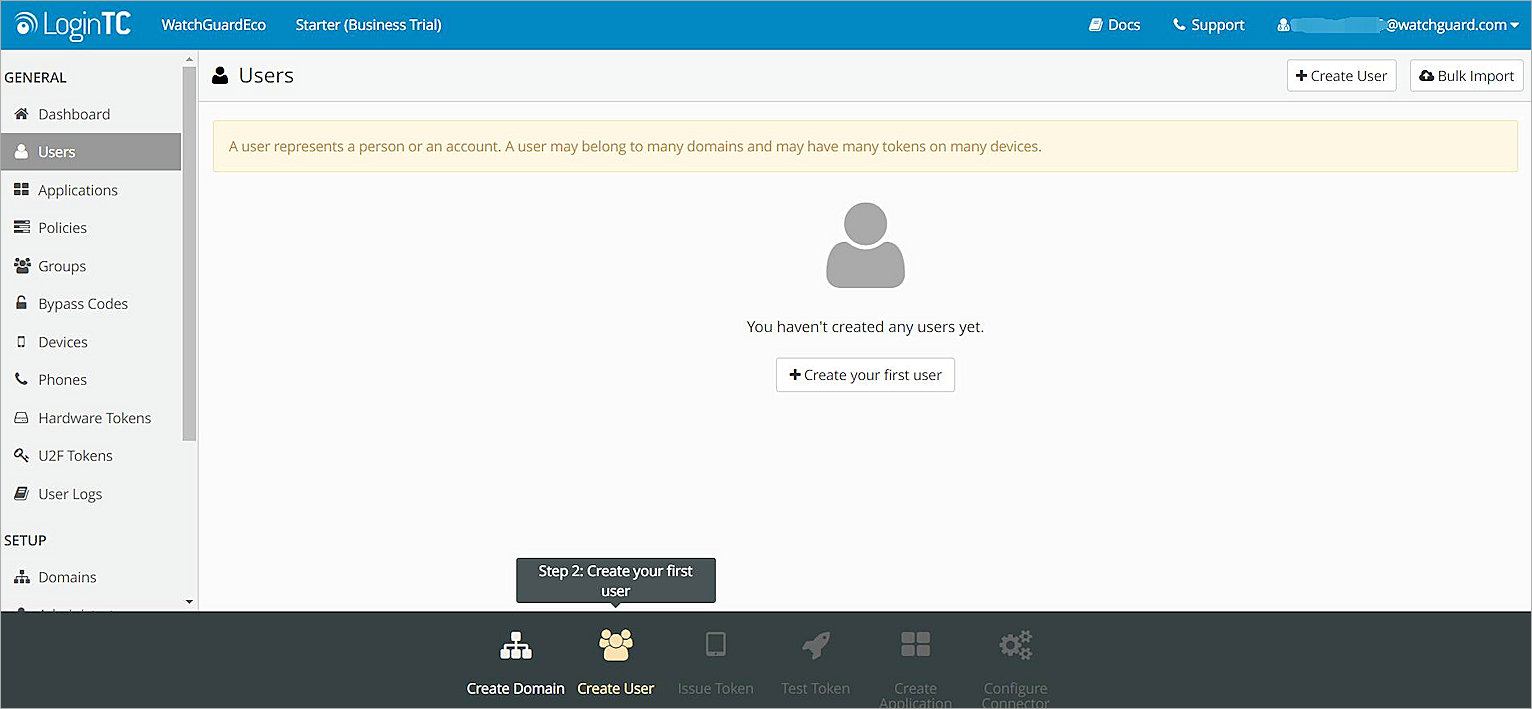 LoginTC WatchGuardEco Starter (Business Trial) Docs Support @watchguard.com
GENERAL
Users
Create User
Bulk Import
Dashboard
Users
Applications
Policies
Groups
Bypass Codes
Devices
Phones
Hardware Tokens
U2F Tokens
User Logs
SETUP
Domains
A user represents a person or an account. A user may belong to many domains and may have many tokens on many devices.
You haven't created any users yet.
Create your first user
Step 2: Create your first
user
Create Domain
Create User
Issue Token
Test Token
Create
Application
Configure
Connector